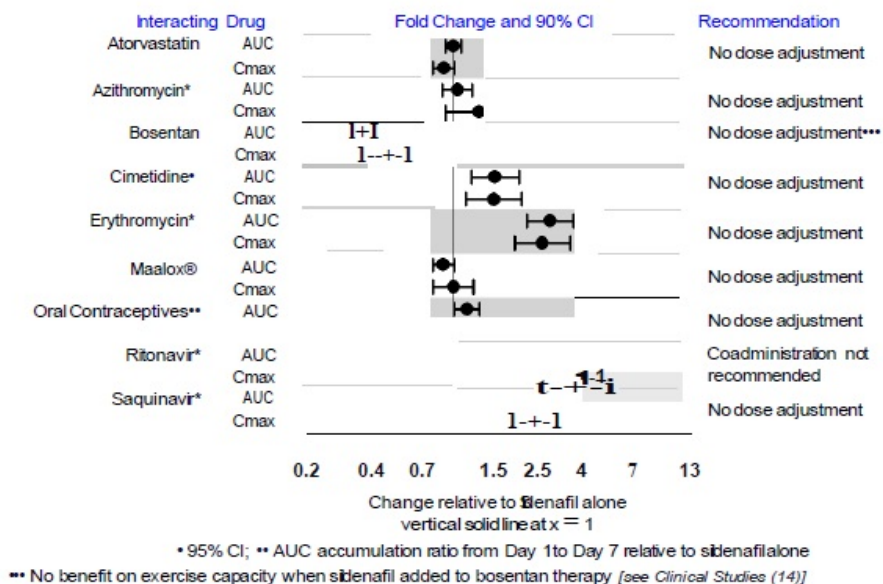 Interacting Drug Fold Change and 90% CI Recommendation
Atorvastatin AUC No dose adjustment
Cmax
Azithromycin* AUC No dose adjustment
Cmax
Bosentan AUC l+I No dose adjustment•••
Cmax l--+-l
Cimetidine• AUC No dose adjustment
Cmax
Erythromycin* AUC No dose adjustment
Cmax
Maalox® AUC No dose adjustment
Cmax
Oral Contraceptives•• AUC No dose adjustment
Ritonavir* AUC Coadministration not
Cmax recommended
Saquinavir* AUC No dose adjustment
Cmax l-+-l
0.2 0.4 0.7 1.5 2.5 4 7 13
Change relative to Sildenafil alone
vertical solid line at x = 1
• 95% CI; •• AUC accumulation ratio from Day 1 to Day 7 relative to sildenafil alone
••• No benefit on exercise capacity when sildenafil added to bosentan therapy [see Clinical Studies (14)]